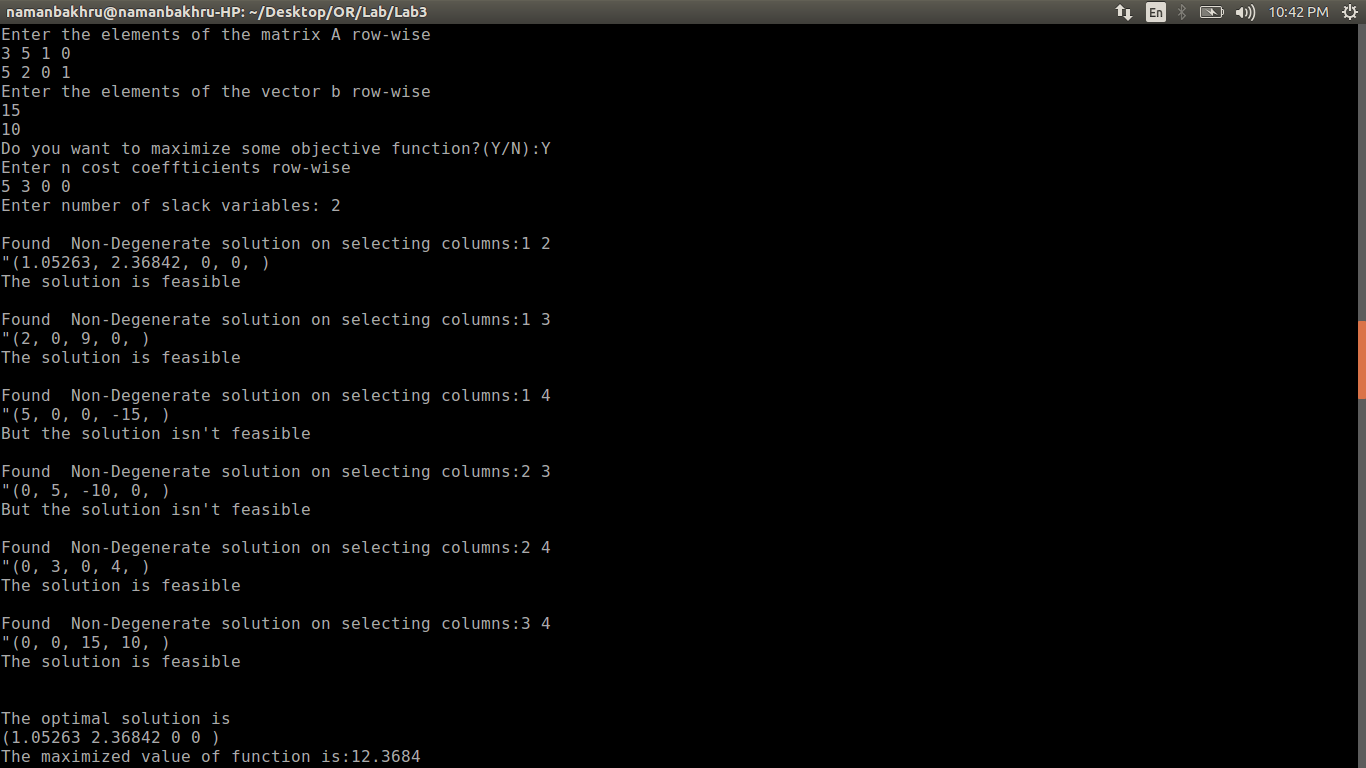 namanbakhru@namanbakhru-HP: ~/Desktop/OR/Lab/Lab3
En
10:42 PM
Enter the elements of the matrix A row-wise
3 5 1 0
5 2 0 1
Enter the elements of the vector b row-wise
15
10
Do you want to maximize some objective function?(Y/N):Y
Enter n cost coeffticients row-wise
5 3 0 0
Enter number of slack variables: 2
Found  Non-Degenerate solution on selecting columns:1 2
"(1.05263, 2.36842, 0, 0, )
The solution is feasible
Found  Non-Degenerate solution on selecting columns:1 3
"(2, 0, 9, 0, )
The solution is feasible
Found  Non-Degenerate solution on selecting columns:1 4
"(5, 0, 0, -15, )
But the solution isn't feasible
Found  Non-Degenerate solution on selecting columns:2 3
"(0, 5, -10, 0, )
But the solution isn't feasible
Found  Non-Degenerate solution on selecting columns:2 4
"(0, 3, 0, 4, )
The solution is feasible
Found  Non-Degenerate solution on selecting columns:3 4
"(0, 0, 15, 10, )
The solution is feasible
The optimal solution is
(1.05263 2.36842 0 0 )
The maximized value of function is:12.3684